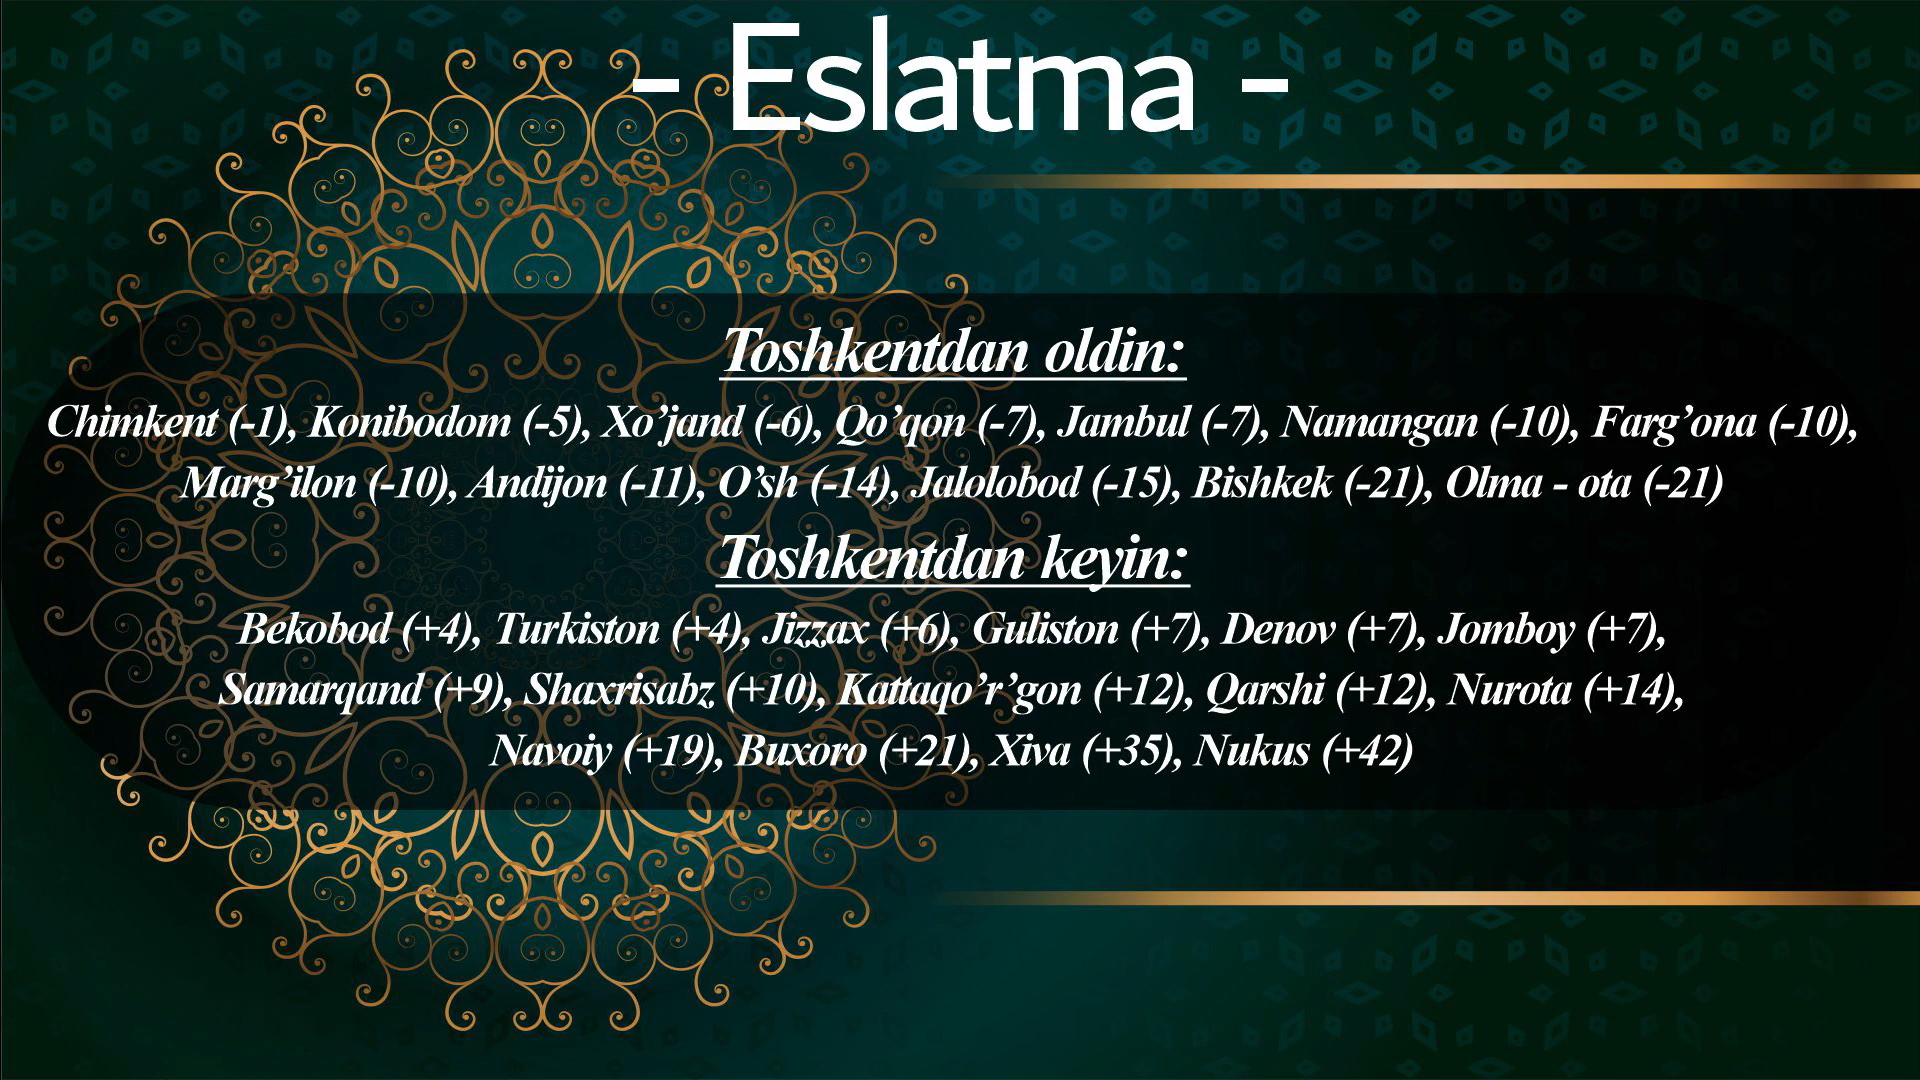 - Eslatma -
Toshkentdan oldin:
Chimkent (-1), Konibodom (-5), Xo’jand (-6), Qo’qon (-7), Jambul (-7), Namangan (-10), Farg’ona (-10),
Marg’ilon (-10), Andijon (-11), O’sh (-14), Jalolobod (-15), Bishkek (-21), Olma - ota (-21)
Toshkentdan keyin:
Bekobod (+4), Turkiston (+4), Jizzax (+6), Guliston (+7), Denov (+7), Jomboy (+7),
Samarqand (+9), Shaxrisabz (+10), Kattaqo’r’gon (+12), Qarshi (+12), Nurota (+14),
Navoiy (+19), Buxoro (+21), Xiva (+35), Nukus (+42)